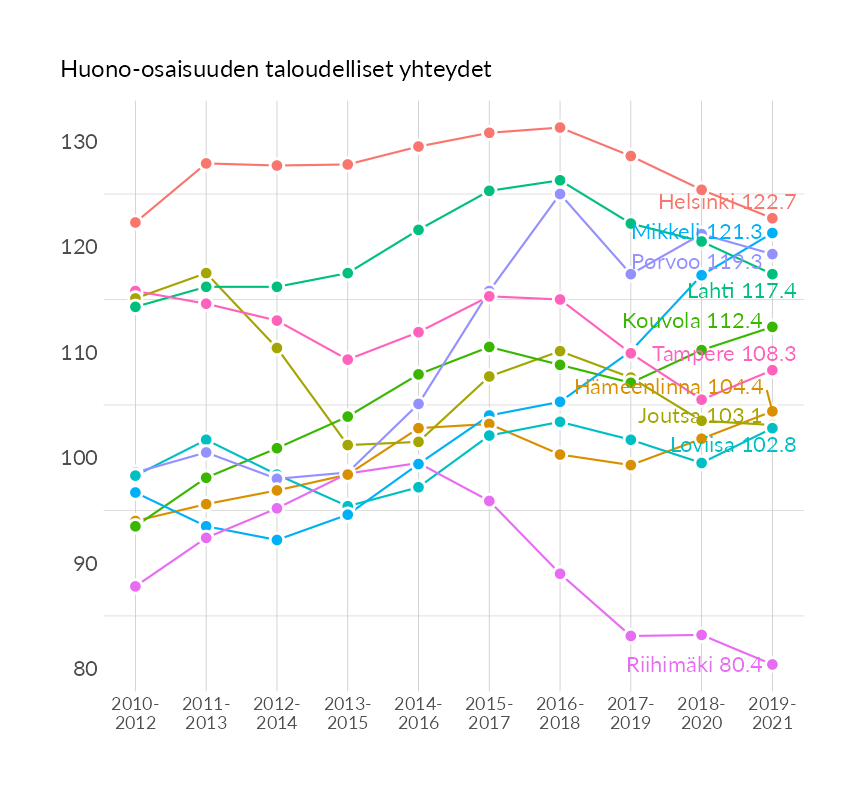 Huono-osaisuuden taloudelliset yhteydet
130
120
110
100
90
80
Helsinki 122.7
Mikkeli 121.3
Porvoo 119.3
Lahti 117.4
Kouvola 112.4
Tampere 108.3
Hämeenlinna 104.4
Joutsa 103.1
Loviisa 102.8
Riihimäki 80.4
2010- 2011- 2012- 2013- 2014- 2015- 2016- 2017- 2018- 2019-
2012 2013 2014 2015 2016 2017 2018 2019 2020 2021